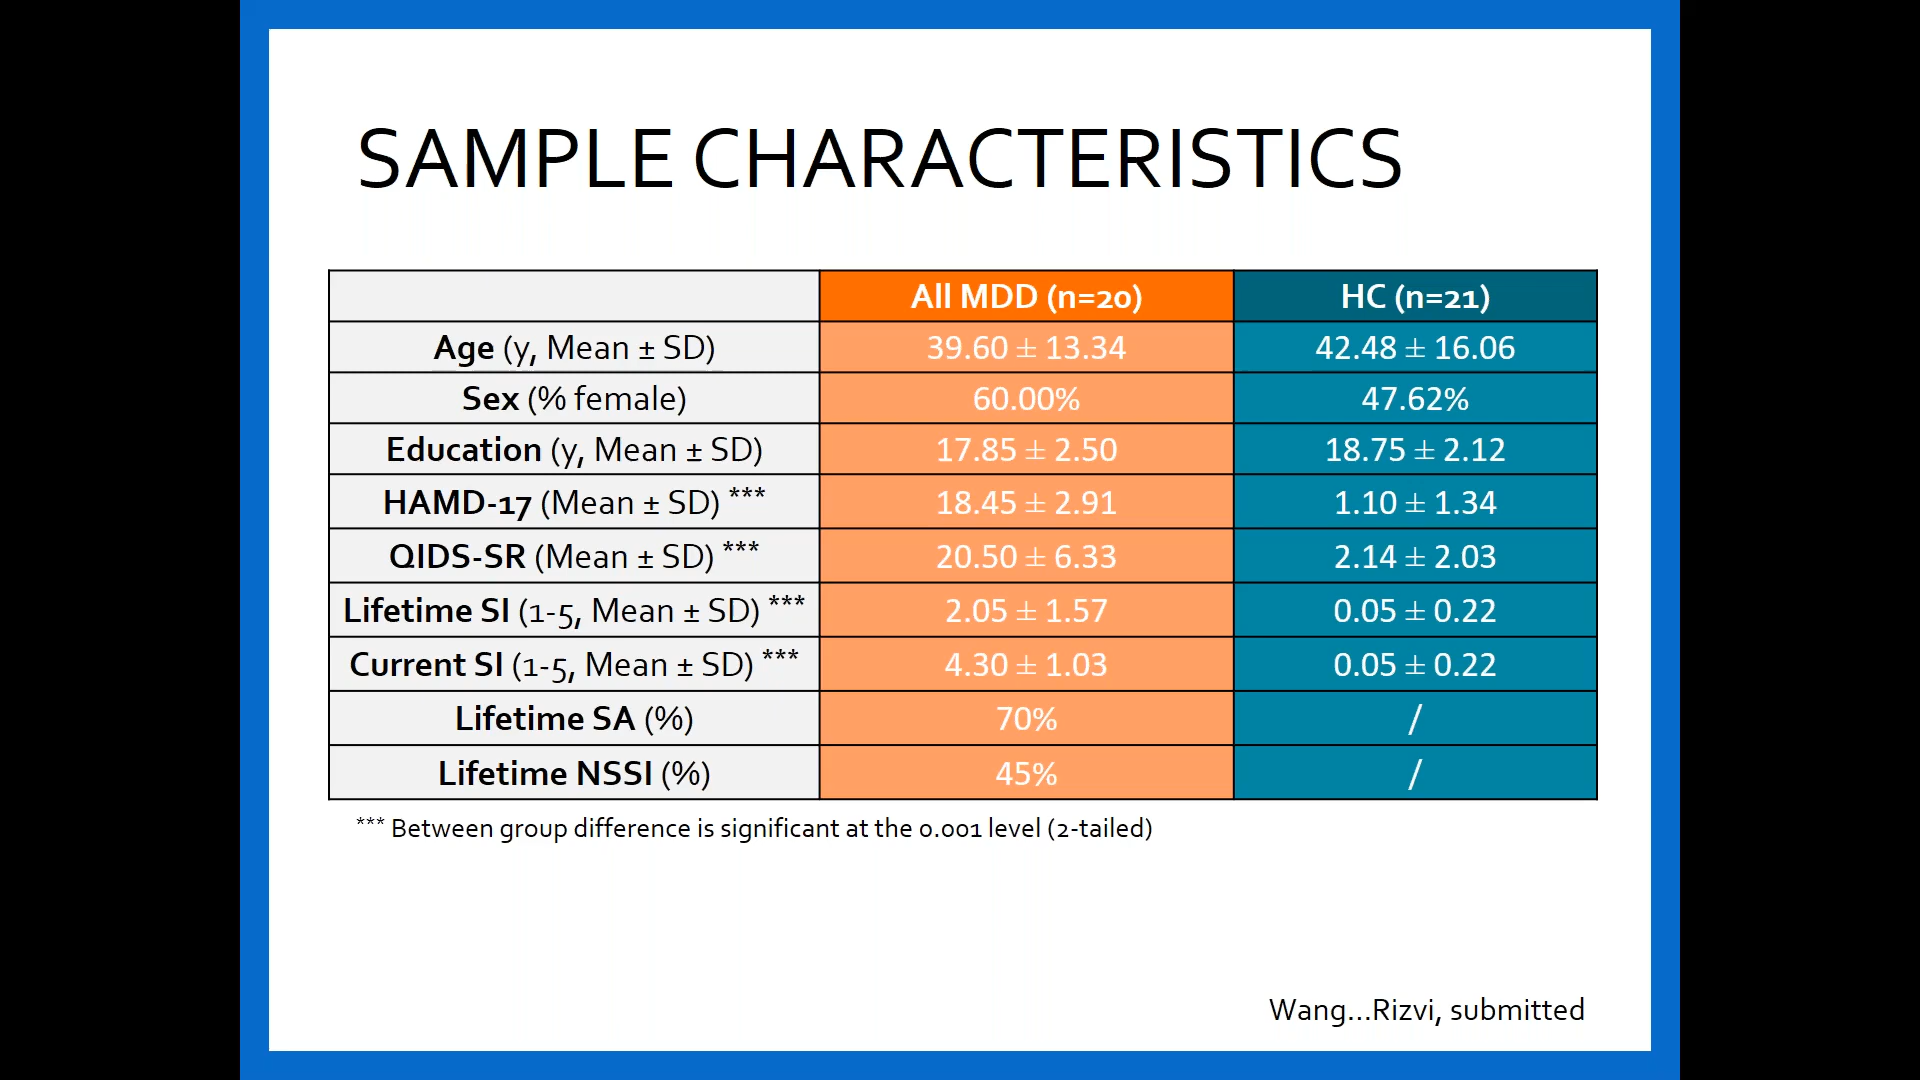 SAMPLE CHARACTERISTICS
All MDD (n=20) HC (n=21)
Age (y, Mean ± SD) 39.60 ± 13.34 42.48 ± 16.06
Sex (% female) 60.00% 47.62%
Education (y, Mean ± SD) 17.85 ± 2.50 18.75 ± 2.12
HAMD-17 (Mean ± SD) *** 18.45 ± 2.91 1.10 ± 1.34
QIDS-SR (Mean ± SD) *** 20.50 ± 6.33 2.14 ± 2.03
Lifetime SI (1-5, Mean ± SD) *** 2.05 ± 1.57 0.05 ± 0.22
Current SI (1-5, Mean ± SD) *** 4.30 ± 1.03 0.05 ± 0.22
Lifetime SA (%) 70% /
Lifetime NSSI (%) 45% /
*** Between group difference is significant at the 0.001 level (2-tailed)
Wang...Rizvi, submitted